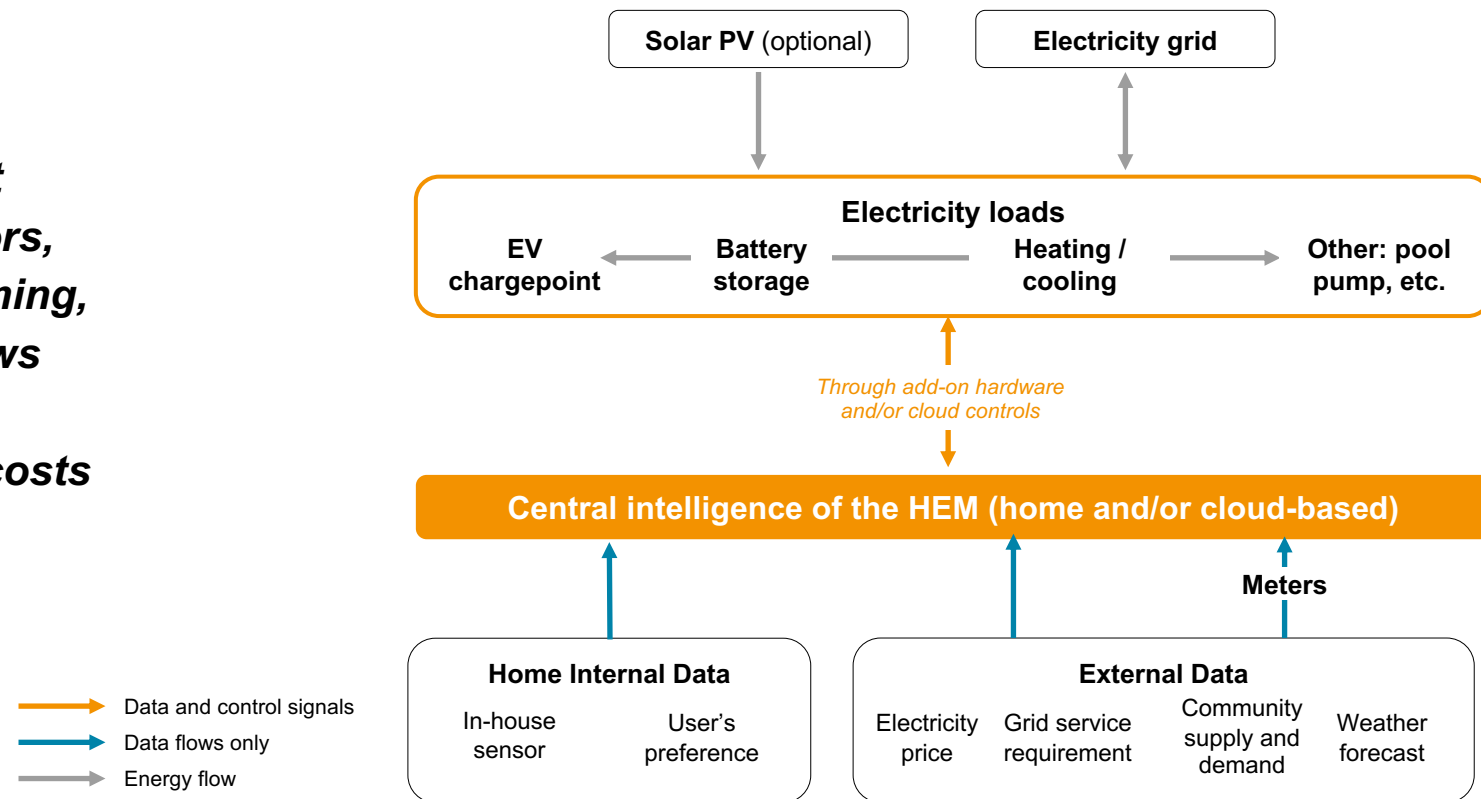 t
ors,
ning,
ws
costs
Solar PV (optional)
Electricity grid
Electricity loads
EV
chargepoint
Battery
storage
Heating /
cooling
Other: pool
pump, etc.
Through add-on hardware
and/or cloud controls
Central intelligence of the HEM (home and/or cloud-based)
Meters
Home Internal Data
In-house
sensor
User's
preference
External Data
Electricity
price
Grid service
requirement
Community
supply and
demand
Weather
forecast
Data and control signals
Data flows only
Energy flow